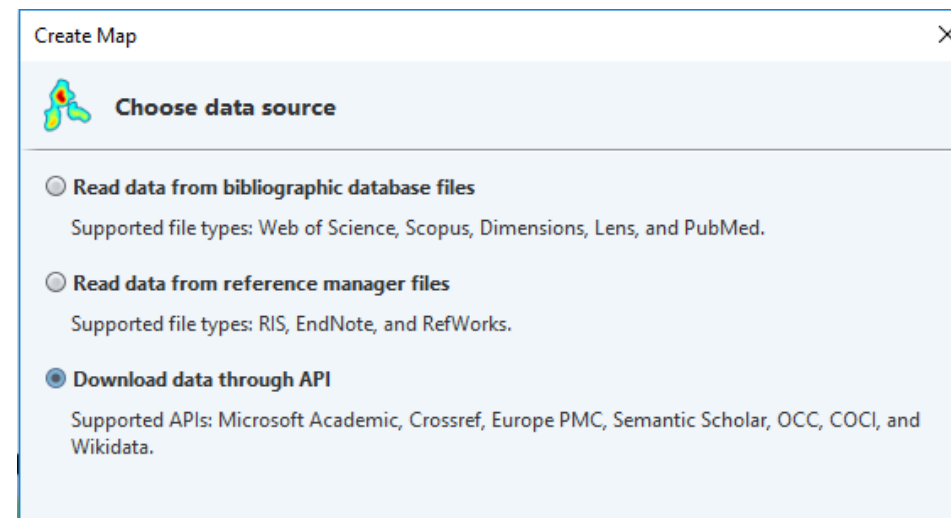 Create Map
Choose data source
Read data from bibliographic database files
Supported file types: Web of Science, Scopus, Dimensions, Lens, and PubMed.
Read data from reference manager files
Supported file types: RIS, EndNote, and RefWorks.
Download data through API
Supported APIs: Microsoft Academic, Crossref, Europe PMC, Semantic Scholar, OCC, COCI, and
Wikidata.